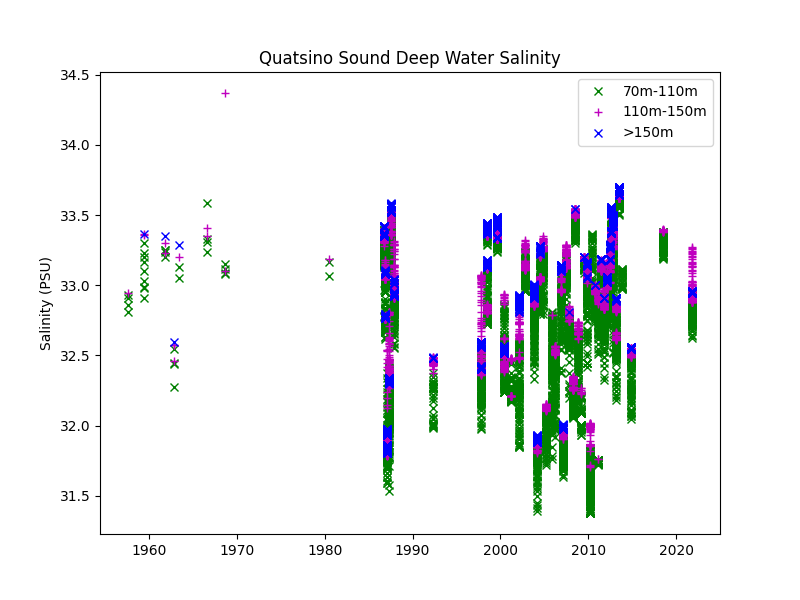 Quatsino Sound Deep Water Salinity
34.5
34.0
33.5
33.0
32.5
32.0
31.5
Salinity (PSU)
70m-110m
110m-150m
>150m
1960 1970 1980 1990 2000 2010 2020